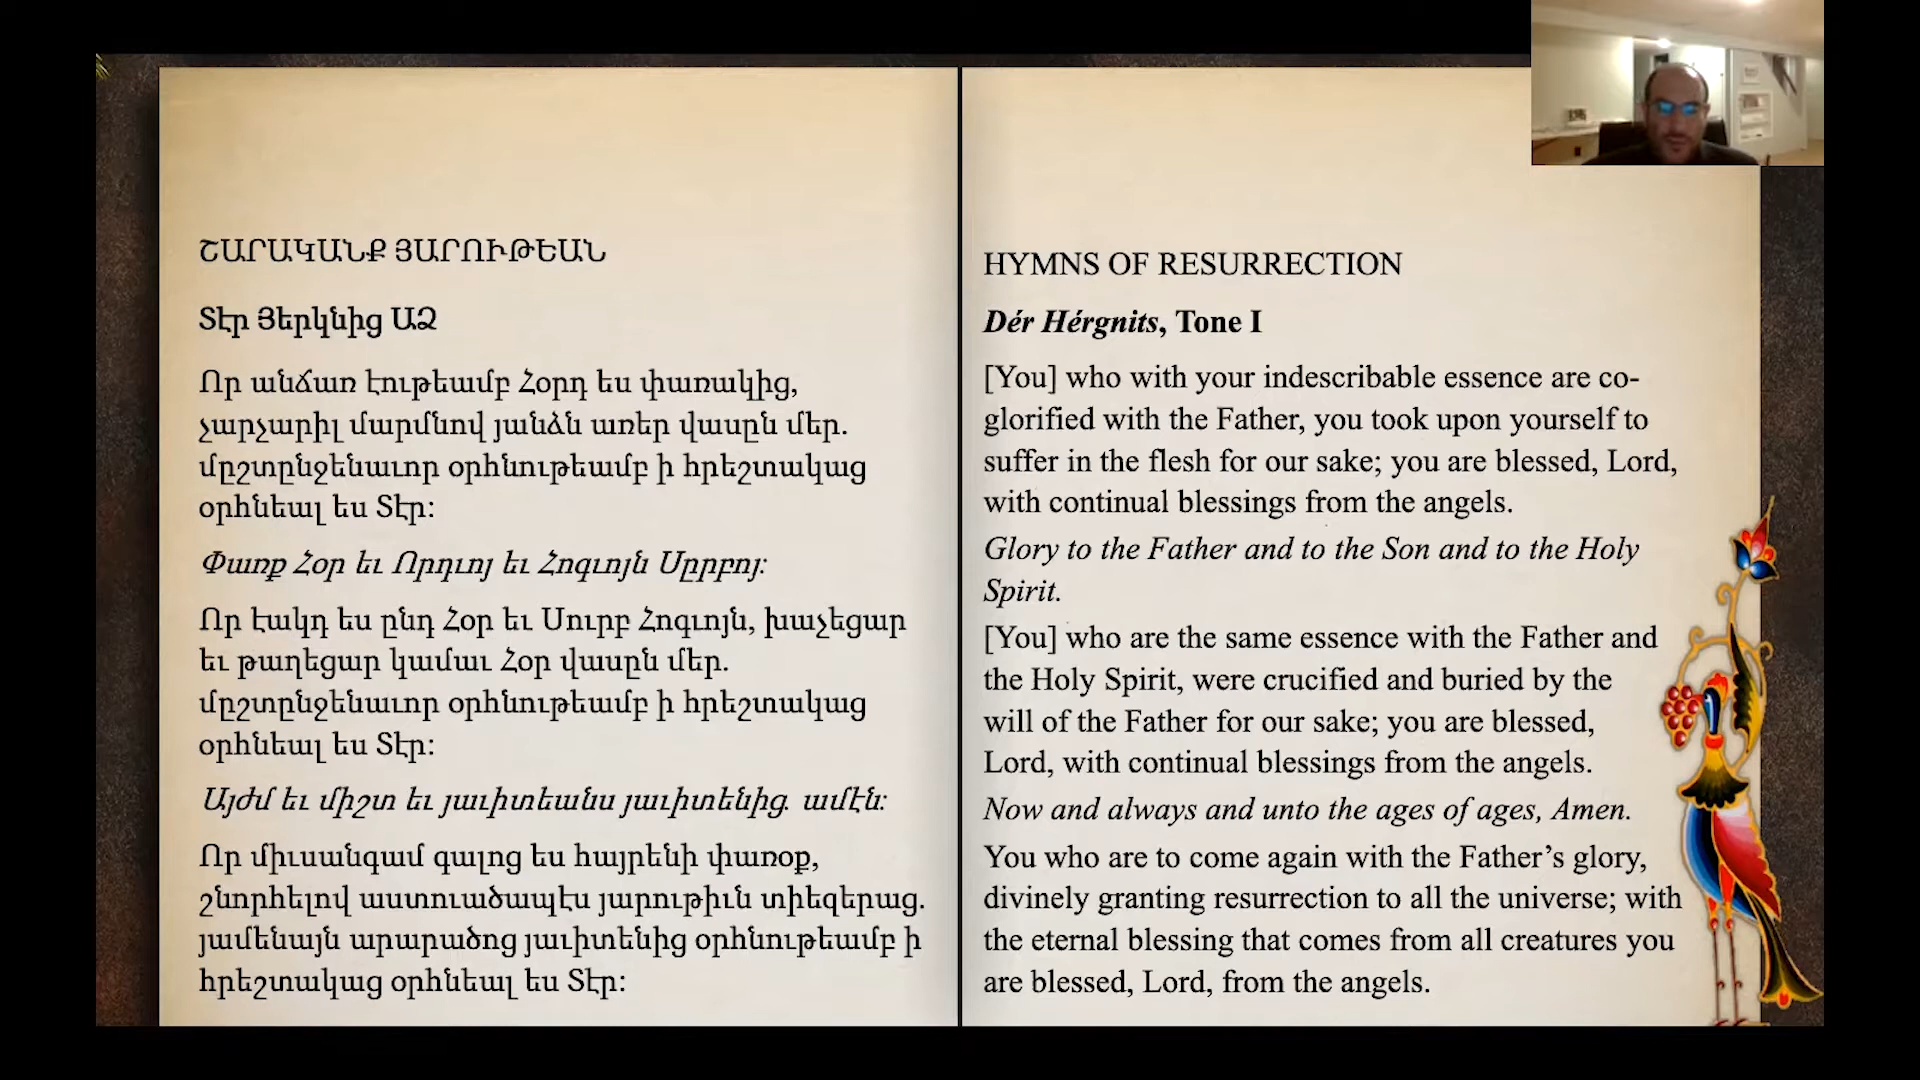 ՇԱՐԱԿԱՆՔ ՅԱՐՈՒԹԵԱՆ
Տէր Յերկնից ԱՁ
Որ անճառ էութեամբ Հօրդ ես փառակից,
չարչարիլ մարմնով յանձն առեր վասըն մեր.
մըշտընջենաւոր օրհնութեամբ ի հրեշտակաց
օրհնեալ ես Տէր:
Փառք Հօր եւ Որդւոյ եւ Հոգւոյն Սըրբոյ:
Որ էակդ ես ընդ Հօր եւ Սուրբ Հոգւոյն, խաչեցար
եւ թաղեցար կամաւ Հօր վասըն մեր.
մըշտընջենաւոր օրհնութեամբ ի հրեշտակաց
օրհնեալ ես Տէր:
Այժմ եւ միշտ եւ յաւիտեանս յաւիտենից. ամէն:
Որ միւսանգամ գալոց ես հայրենի փառօք,
շնորհելով աստուածապէս յարութիւն տիեզերաց.
յամենայն արարածոց յաւիտենից օրհնութեամբ ի
հրեշտակաց օրհնեալ ես Տէր:
HYMNS OF RESURRECTION
Dér Hérgnits, Tone I
[You] who with your indescribable essence are co-
glorified with the Father, you took upon yourself to
suffer in the flesh for our sake; you are blessed, Lord,
with continual blessings from the angels.
Glory to the Father and to the Son and to the Holy
Spirit.
[You] who are the same essence with the Father and
the Holy Spirit, were crucified and buried by the
will of the Father for our sake; you are blessed,
Lord, with continual blessings from the angels.
Now and always and unto the ages of ages, Amen.
You who are to come again with the Father’s glory,
divinely granting resurrection to all the universe; with
the eternal blessing that comes from all creatures you
are blessed, Lord, from the angels.